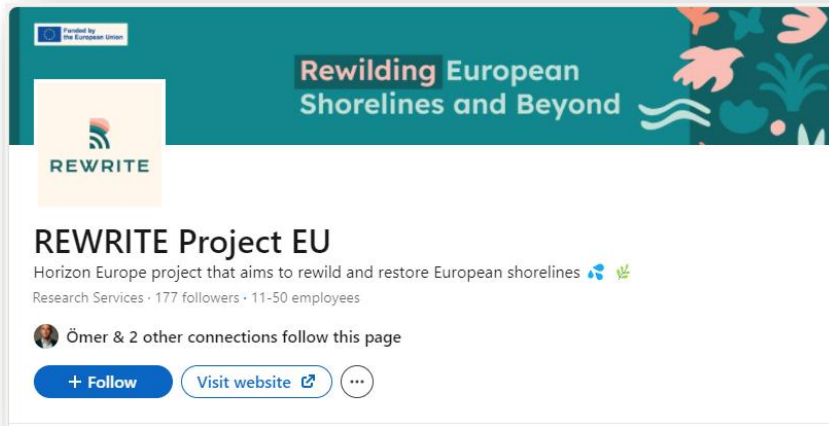 Funded by
the European Union
Rewilding European
Shorelines and Beyond
REWRITE
REWRITE Project EU
Horizon Europe project that aims to rewild and restore European shorelines 💦 🌿
Research Services · 177 followers · 11-50 employees
Ömer & 2 other connections follow this page
+ Follow
Visit website